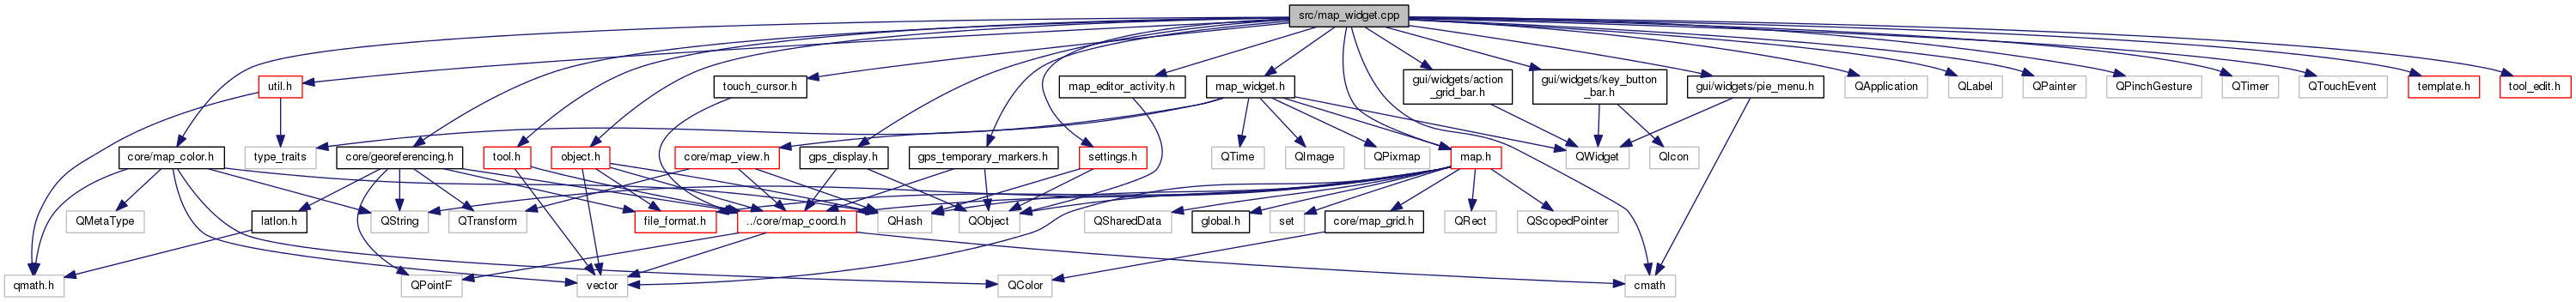 src/map_widget.cpp
util.h
touch_cursor.h
map_editor_activity.h
map_widget.h
gui/widgets/action
_grid_bar.h
gui/widgets/key_button
_bar.h
gui/widgets/pie_menu.h
QApplication
QLabel
QPainter
QPinchGesture
QTimer
QTouchEvent
template.h
tool_edit.h
core/map_color.h
type_traits
core/georeferencing.h
tool.h
object.h
core/map_view.h
gps_display.h
gps_temporary_markers.h
settings.h
QTime
QImage
QPixmap
map.h
QWidget
QIcon
QMetaType
latlon.h
QString
QTransform
file_format.h
../core/map_coord.h
QHash
QObject
QSharedData
global.h
set
core/map_grid.h
QRect
QScopedPointer
qmath.h
QPointF
vector
QColor
cmath